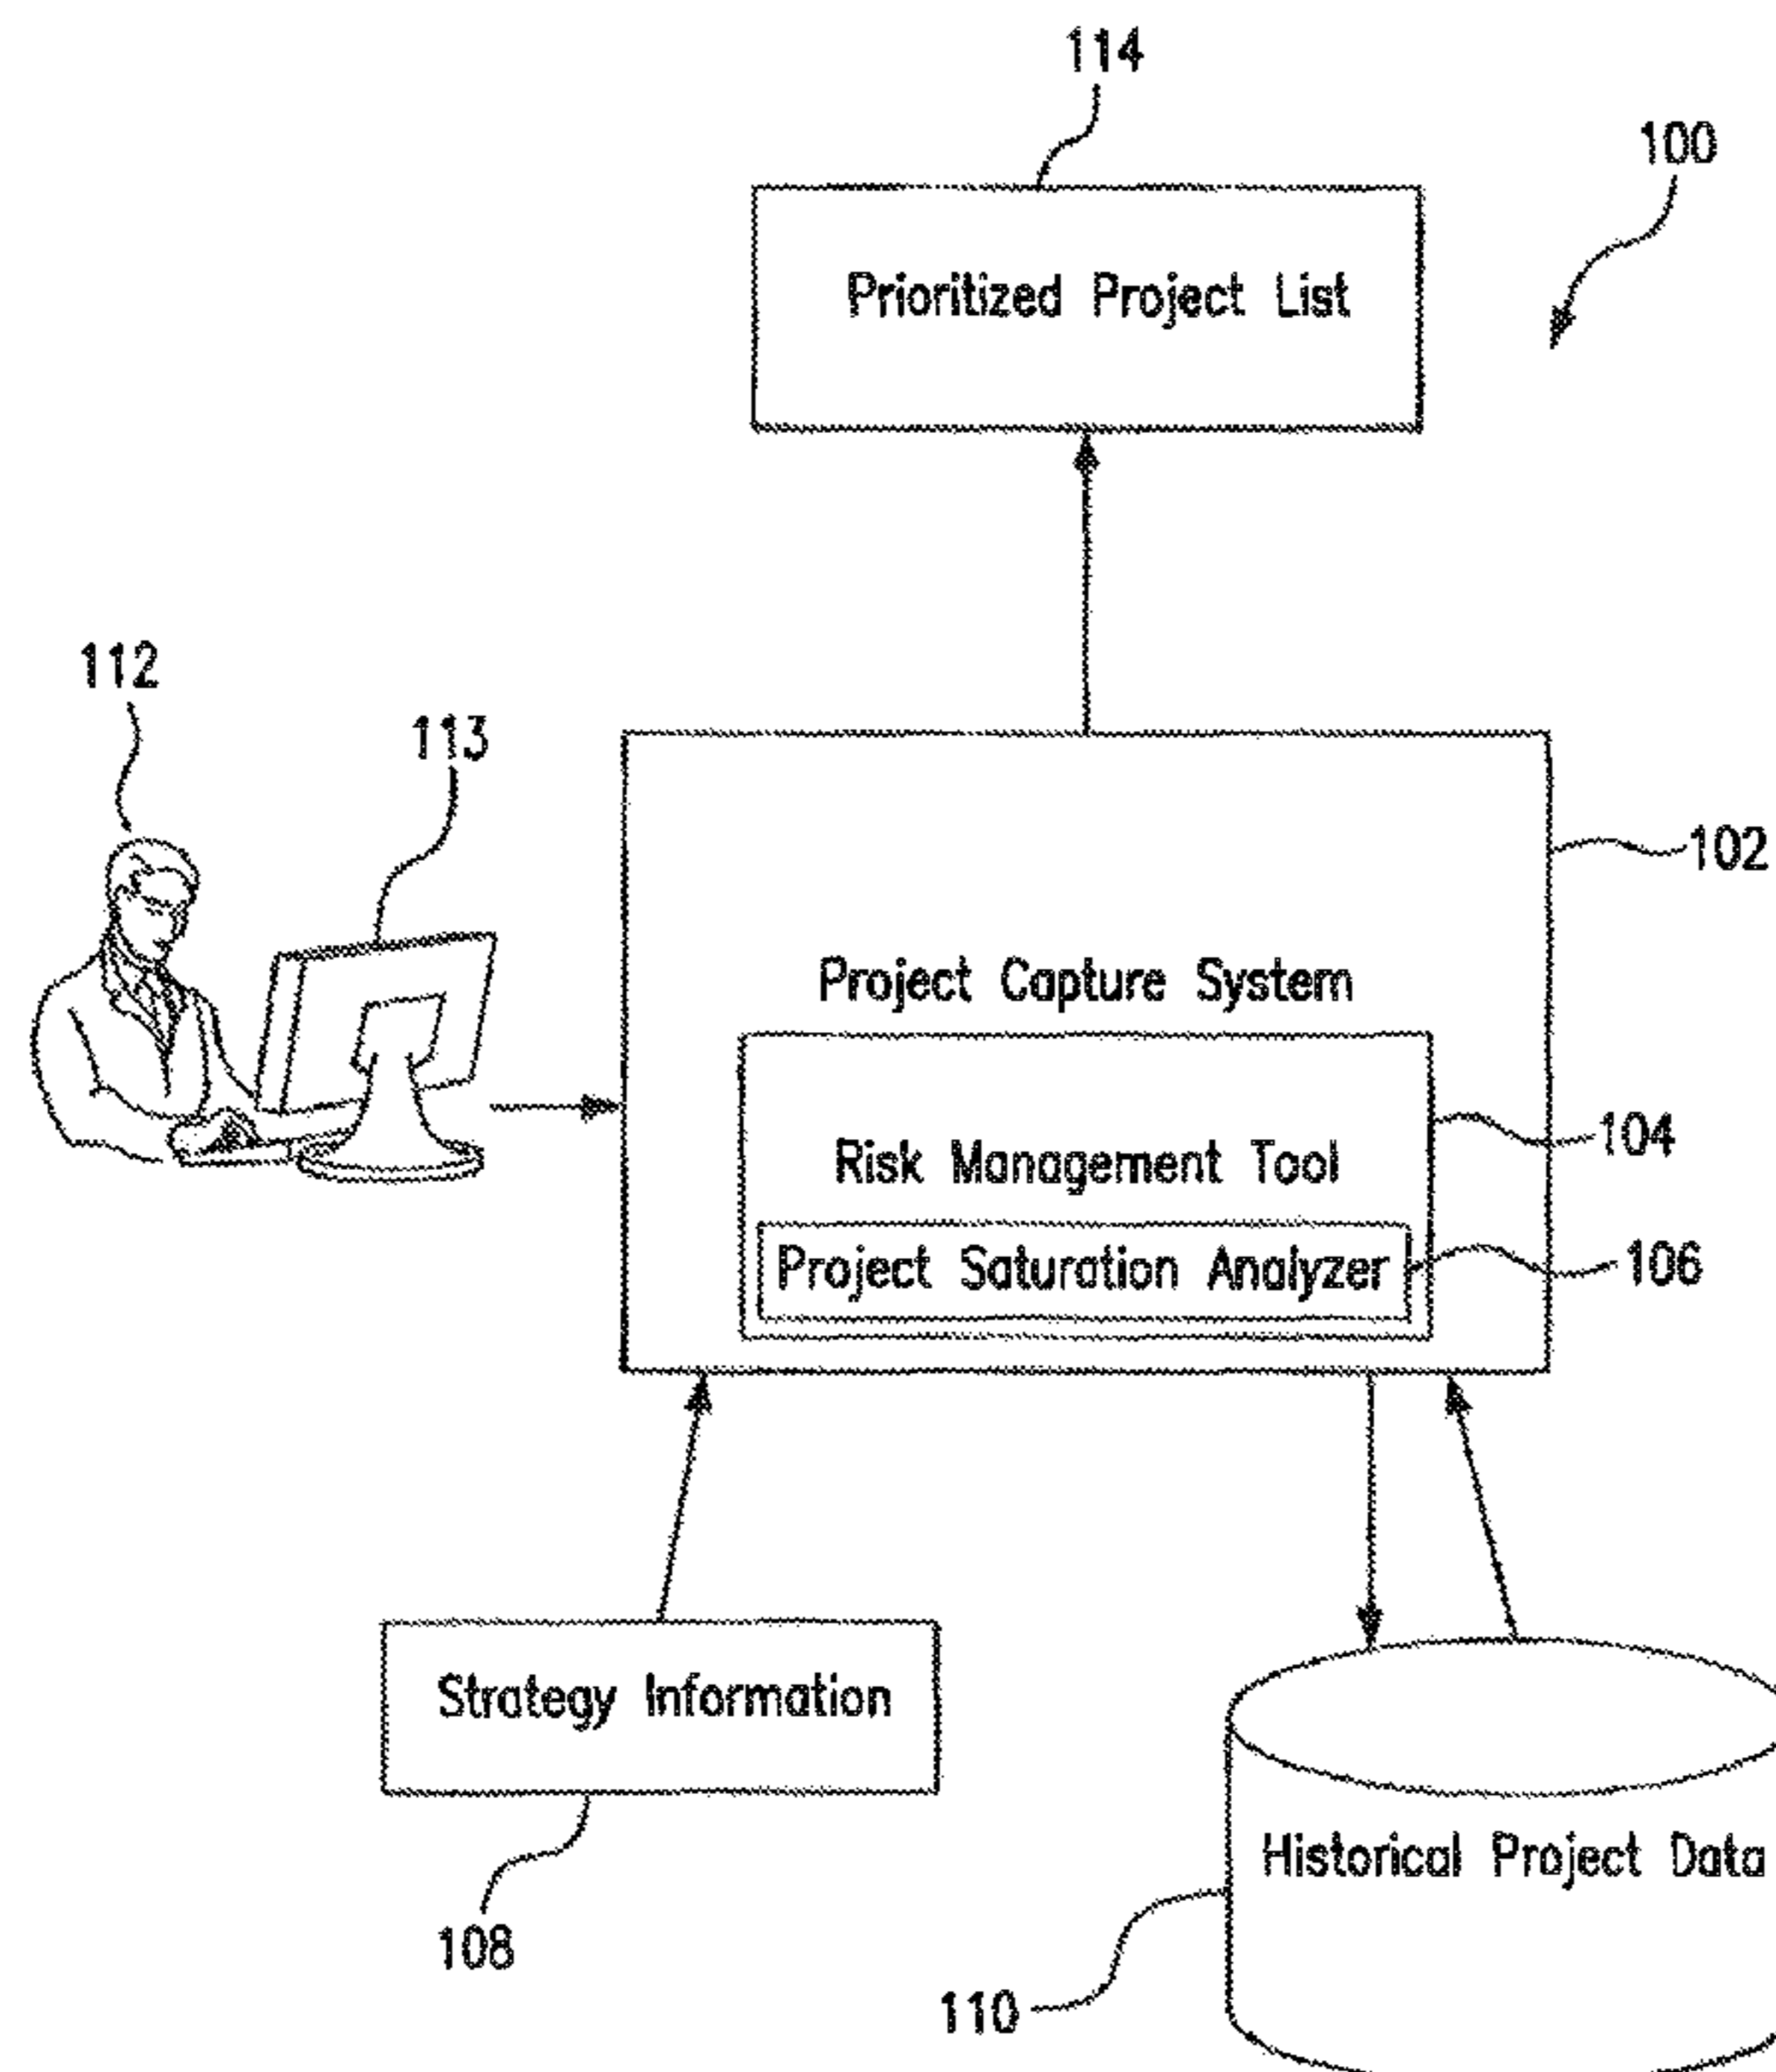 114
100
Prioritized Project List
112
113
102
Project Capture System
104
Risk Management Tool
Project Saturation Analyzer
106
Strategy Information
Historical Project Data
108
110